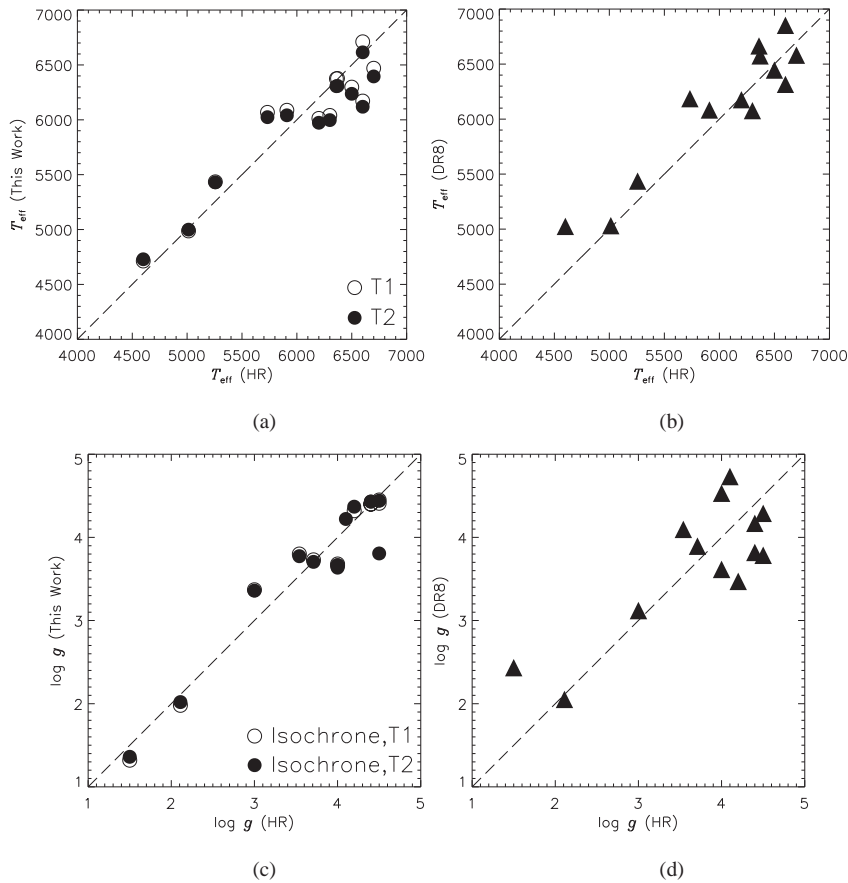 7000
6500
6000
5500
5000
4500
4000
T_eff (This Work)
T1
T2
4000 4500 5000 5500 6000 6500 7000
T_eff (HR)
(a)
7000
6500
6000
5500
5000
4500
4000
T_eff (DR8)
4000 4500 5000 5500 6000 6500 7000
T_eff (HR)
(b)
5
4
3
2
1
log g (This Work)
Isochrone,T1
Isochrone,T2
1 2 3 4 5
log g (HR)
(c)
5
4
3
2
1
log g (DR8)
1 2 3 4 5
log g (HR)
(d)